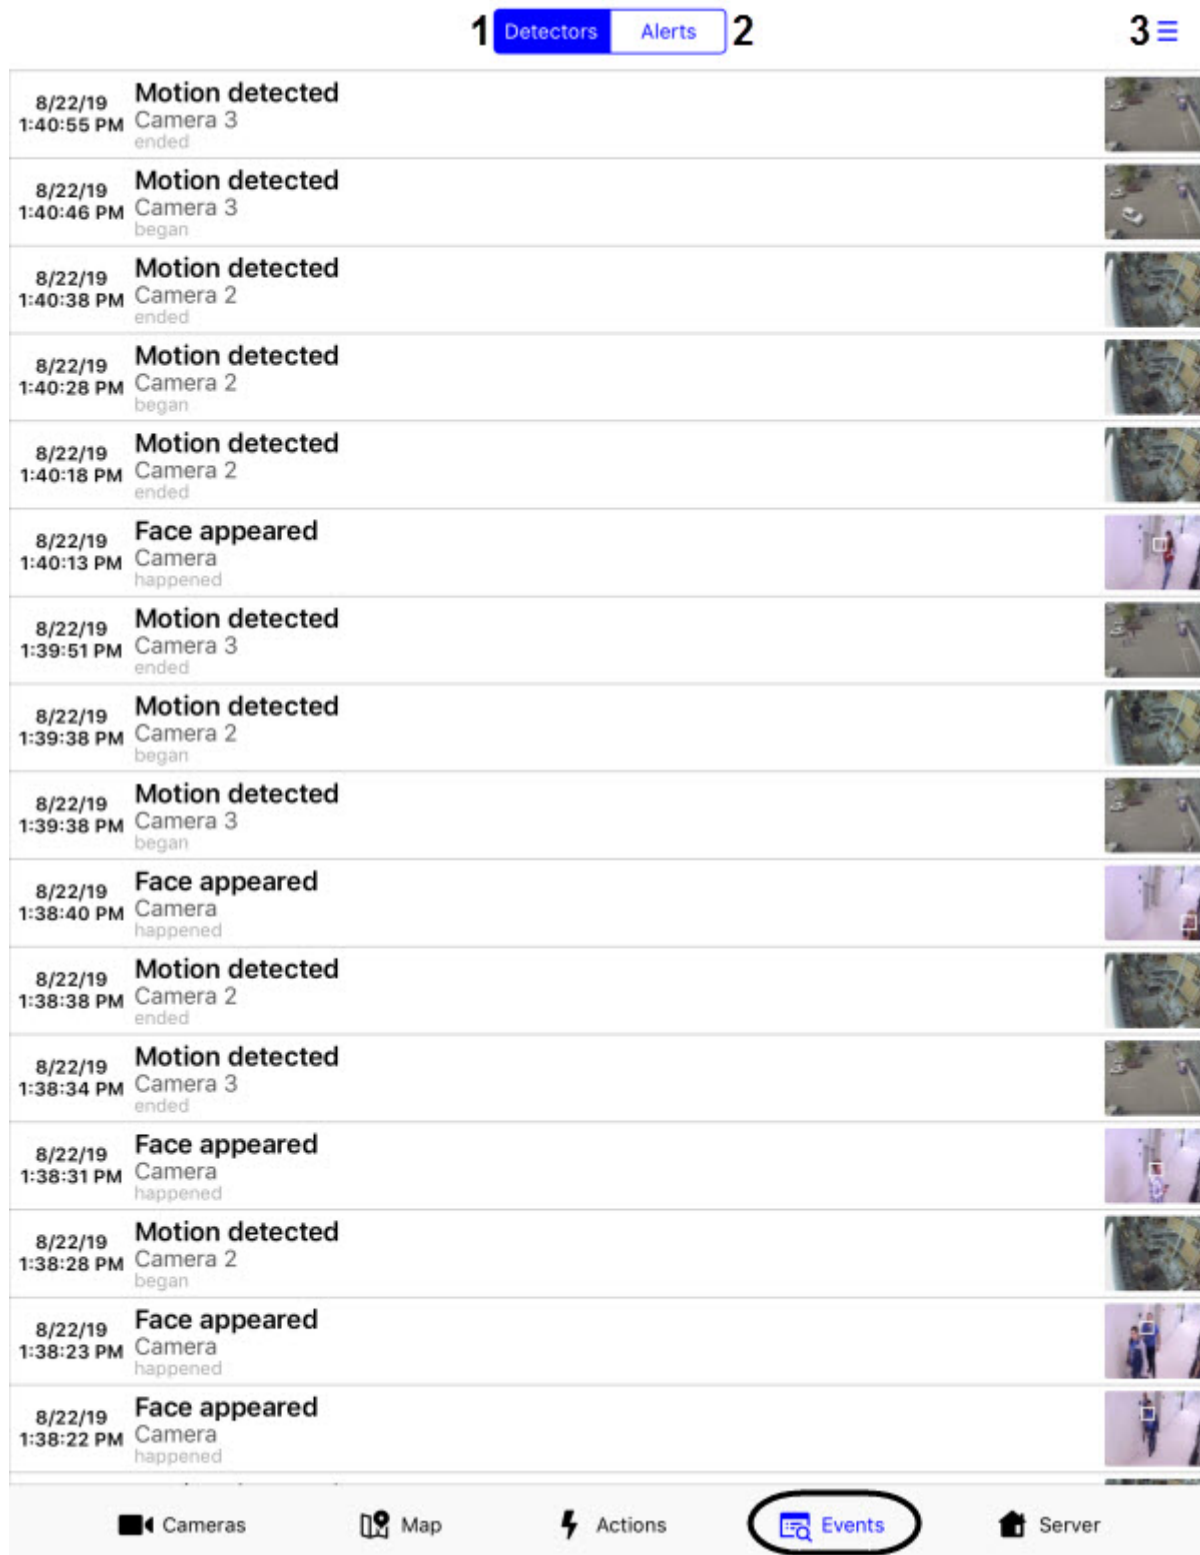 1 Detectors Alerts 2 3
8/22/19 Motion detected
1:40:55 PM Camera 3
ended
8/22/19 Motion detected
1:40:46 PM Camera 3
began
8/22/19 Motion detected
1:40:38 PM Camera 2
ended
8/22/19 Motion detected
1:40:28 PM Camera 2
began
8/22/19 Motion detected
1:40:18 PM Camera 2
ended
8/22/19 Face appeared
1:40:13 PM Camera
happened
8/22/19 Motion detected
1:39:51 PM Camera 3
ended
8/22/19 Motion detected
1:39:38 PM Camera 2
began
8/22/19 Motion detected
1:39:38 PM Camera 3
began
8/22/19 Face appeared
1:38:40 PM Camera
happened
8/22/19 Motion detected
1:38:38 PM Camera 2
ended
8/22/19 Motion detected
1:38:34 PM Camera 3
ended
8/22/19 Face appeared
1:38:31 PM Camera
happened
8/22/19 Motion detected
1:38:28 PM Camera 2
began
8/22/19 Face appeared
1:38:23 PM Camera
happened
8/22/19 Face appeared
1:38:22 PM Camera
happened
Cameras Map Actions Events Server